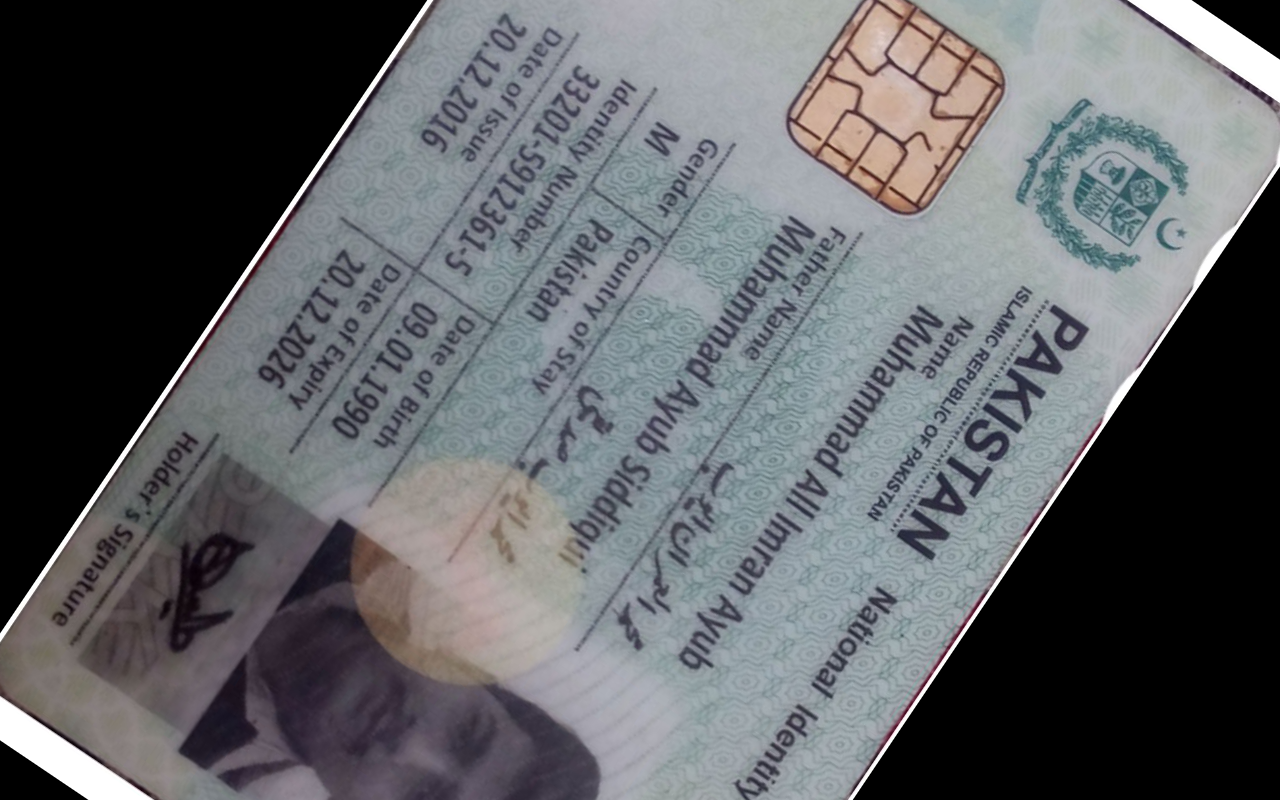 PAKISTAN National Identity
ISLAMIC REPUBLIC OF PAKISTAN
Name
Muhammad Ali Imran Ayub
Father Name
Muhammad Ayub Siddiqui
Gender Country of Stay
M Pakistan
Identity Number Date of Birth
33201-5912361-5 09.01.1990
Date of Issue Date of Expiry
20.12.2016 20.12.2026
Holder's Signature